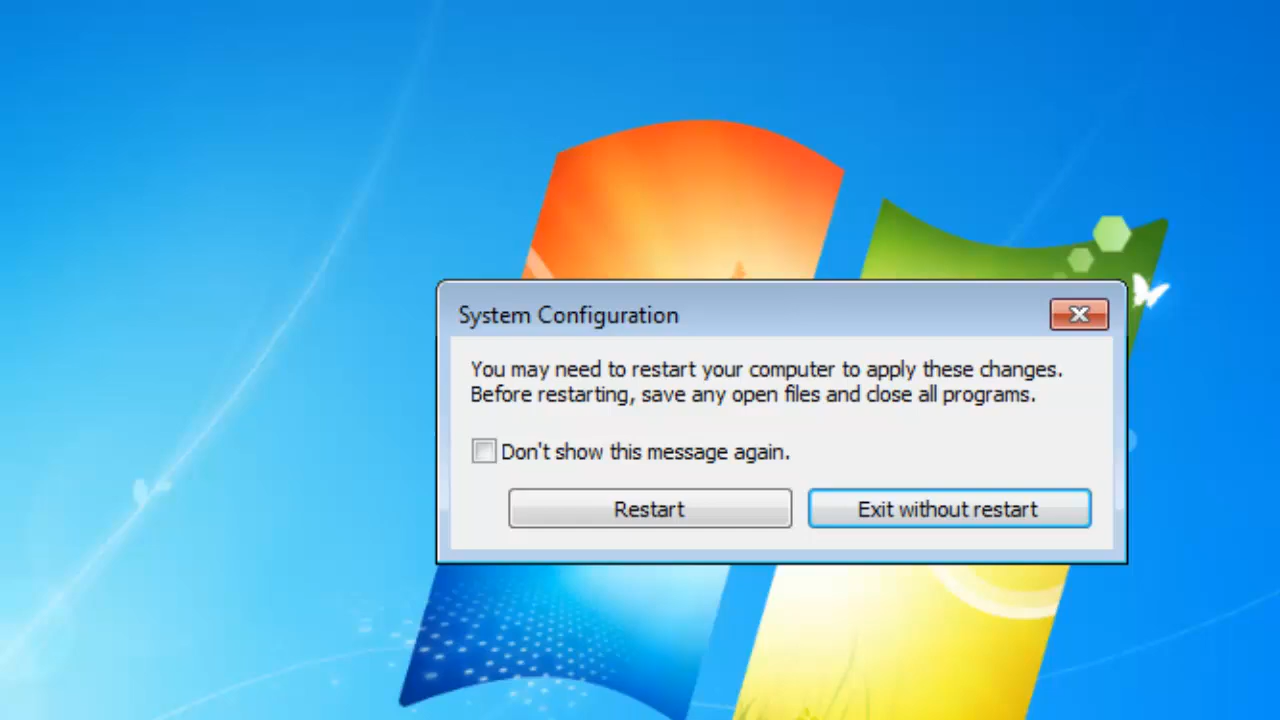 System Configuration
You may need to restart your computer to apply these changes.
Before restarting, save any open files and close all programs.
Don't show this message again.
Restart
Exit without restart